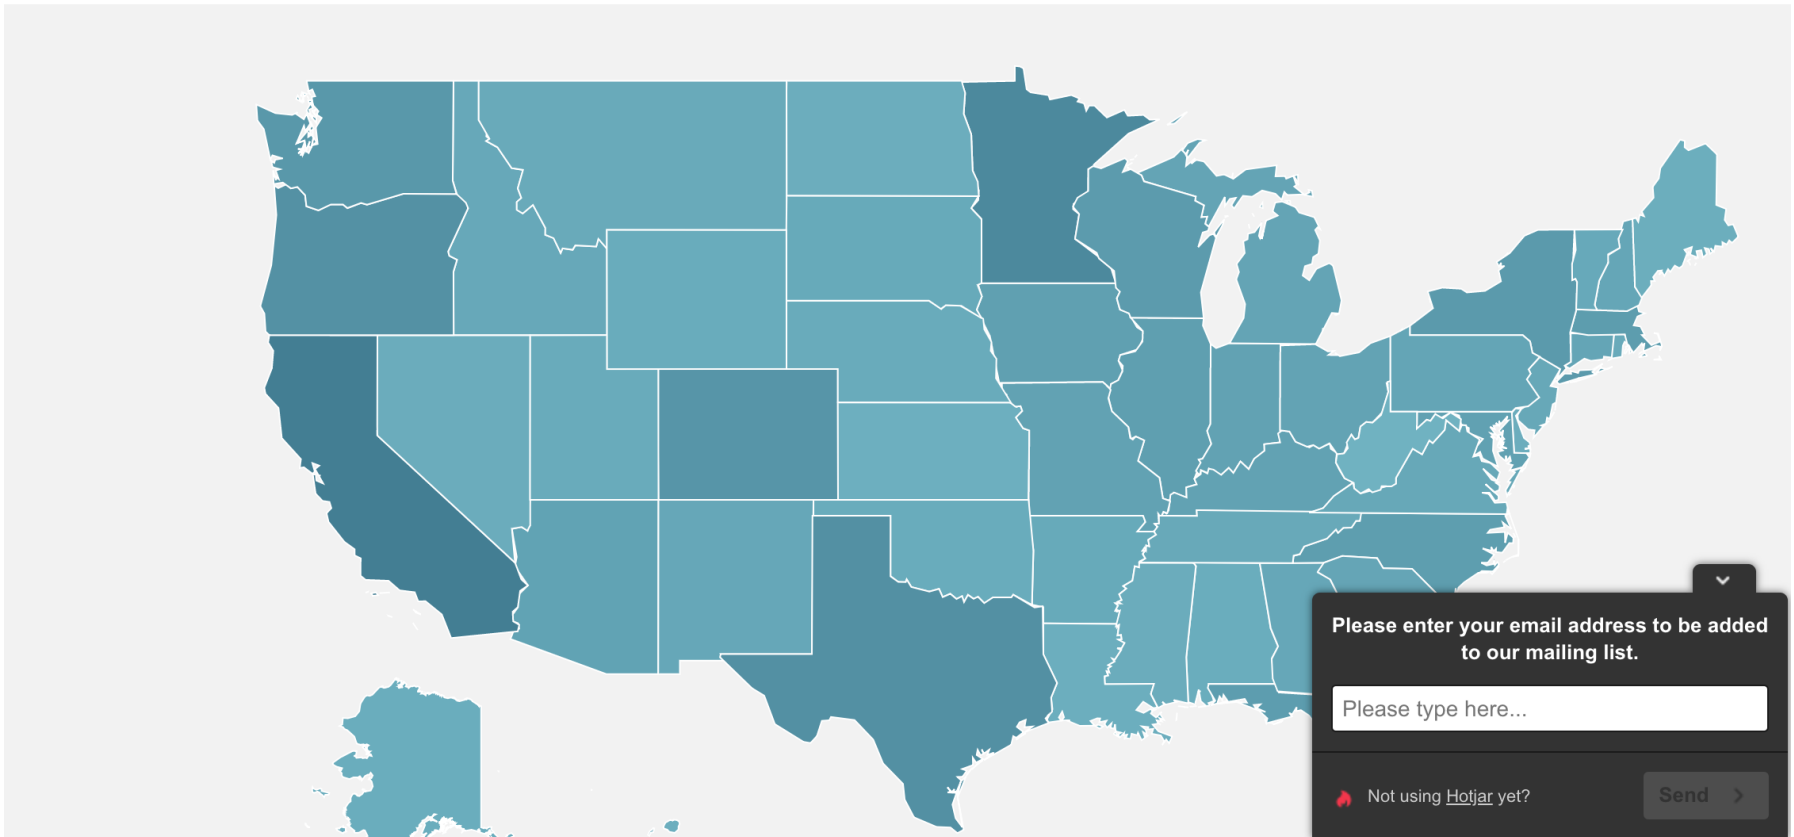 Please enter your email address to be added
to our mailing list.
Please type here...
Not using Hotjar yet?
Send